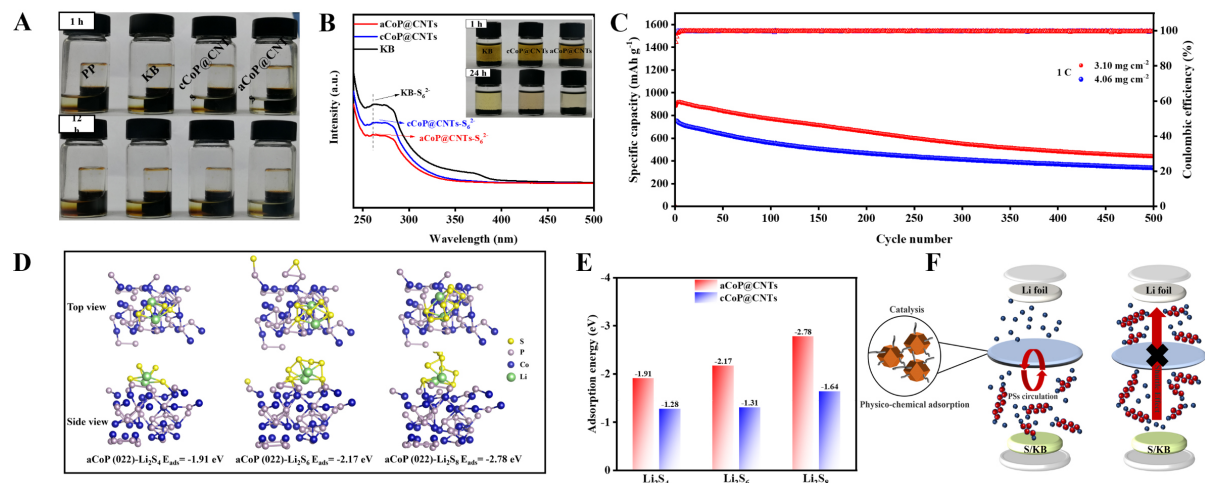 A
1 h
PP
KB
cCoP@CNTs
aCoP@CNTs
12 h
B
aCoP@CNTs
cCoP@CNTs
KB
1 h
KB cCoP@CNTs aCoP@CNTs
24 h
KB-S₆²⁻
cCoP@CNTs-S₆²⁻
aCoP@CNTs-S₆²⁻
Intensity (a.u.)
250 300 350 400 450 500
Wavelength (nm)
C
1600
1400
1200
1000
800
600
400
200
0
Specific capacity (mAh g⁻¹)
1 C
3.10 mg cm⁻²
4.06 mg cm⁻²
100
80
60
40
20
0
Coulombic efficiency (%)
0 50 100 150 200 250 300 350 400 450 500
Cycle number
D
Top view
Side view
S
P
Co
Li
aCoP (022)-Li₂S₄ Eads= -1.91 eV
aCoP (022)-Li₂S₆ Eads= -2.17 eV
aCoP (022)-Li₂S₈ Eads= -2.78 eV
E
aCoP@CNTs
cCoP@CNTs
-4
-3
-2
-1
0
Adsorption energy (eV)
-1.91
-1.28
-2.17
-1.31
-2.78
-1.64
Li₂S₄ Li₂S₆ Li₂S₈
F
Catalysis
Physico-chemical adsorption
Li foil
PSs circulation
S/KB
Li foil
S/KB